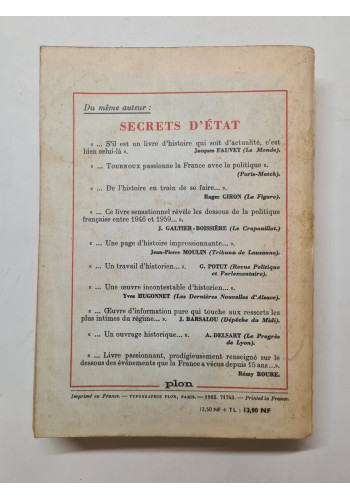 Du même auteur :
SECRETS D'ÉTAT
« ... S'il est un livre d'histoire qui soit d'actualité, c'est
bien celui-là ». Jacques FAUVET (Le Monde).
« ... TOURNOUX passionne la France avec la politique ».
(Paris-Match).
« ... De l'histoire en train de se faire... ».
Roger GIRON (Le Figaro).
« ... Ce livre sensationnel révèle les dessous de la politique
française entre 1946 et 1959... ».
J. GALTIER-BOISSIÈRE (Le Crapouillot.)
« ... Une page d'histoire impressionnante... ».
Jean-Pierre MOULIN (Tribune de Lausanne).
« ... Un travail d'historien... ». G. POTUT (Revue Politique
et Parlementaire).
« ... Une œuvre incontestable d'historien... ».
Yves HUGONNET (Les Dernières Nouvelles d'Alsace).
« ... Œuvre d'information pure qui touche aux ressorts les
plus intimes du régime... ». J. BARSALOU (Dépêche du Midi).
« ... Un ouvrage historique... ». A. DELSART (Le Progrès
de Lyon).
« ... Livre passionnant, prodigieusement renseigné sur le
dessous des événements que la France a vécus depuis 15 ans... ».
Rémy ROURE.
plon
Imprimé en France. — TYPOGRAPHIE PLON, PARIS. — 1962. 71743. — Printed in France.
13,50 NF + T L : 13,90 NF